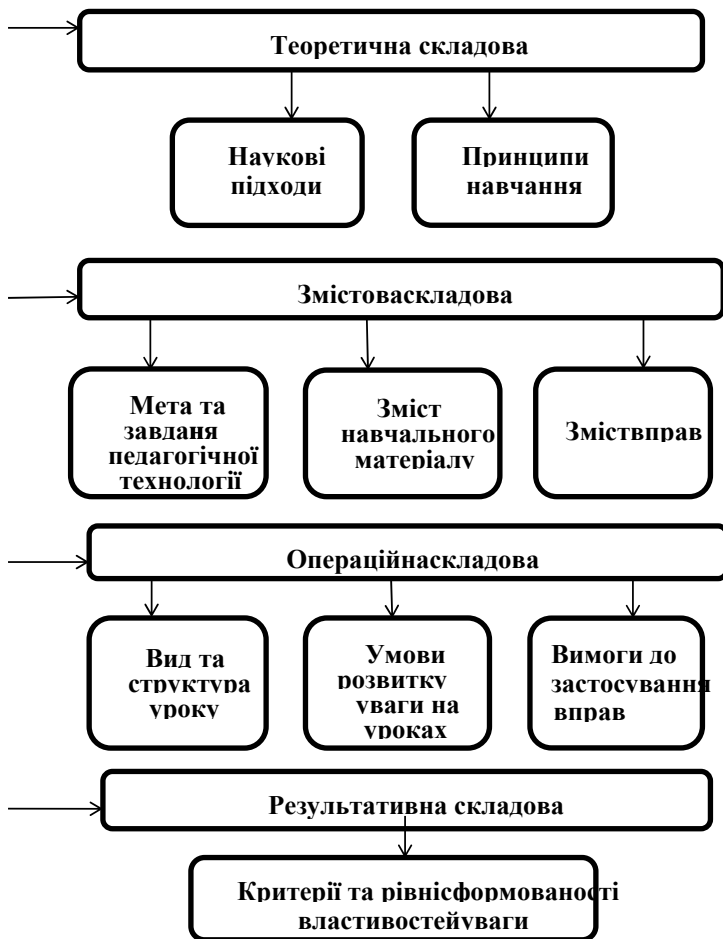 Теоретична складова
Наукові
підходи
Принципи
навчання
Змістоваскладова
Мета та
завданя
педагогічної
технології
Зміст
навчального
матеріалу
Змiствправ
Операційнаскладова
Вид та
структура
уроку
Умови
розвитку
уваги на
уроках
Вимоги до
застосування
вправ
Результативна складова
Критерії та рівнісформованості
властивостейуваги